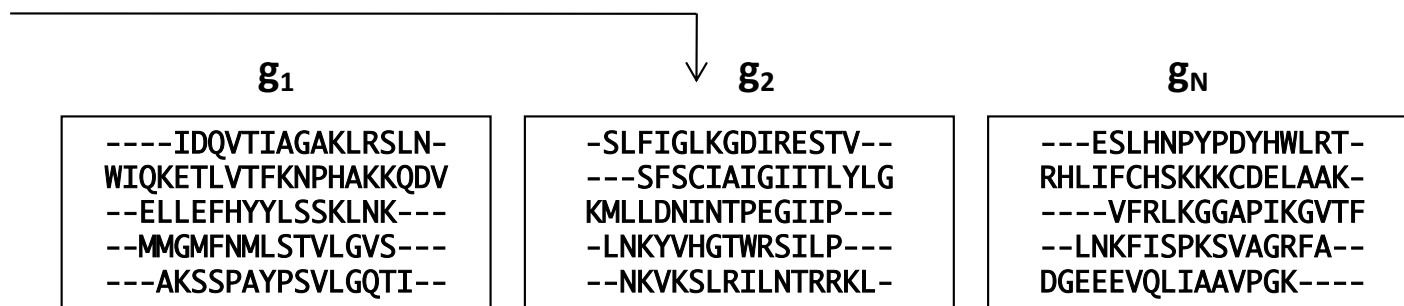 g1 g2 gN
----IDQVTIAGAKLRSLN- -SLFIGLKGDIRESTV-- ---ESLHNPYPDYHWLRT-
WIQKETLVTFKNPHAKKQDV ---SFSCIAIGIITLYLG RHLIFCHSKKKCDELAAK-
--ELLEFHYYLSSKLNK--- KMLLDNINTPEGIIP--- ----VFRLKGGAPIKGVTF
--MMGMFNMLSTVLGVS--- -LNKYVHGTWRSILP--- --LNKFISPKSVAGRFA--
---AKSSPAYPSVLGQTI-- --NKVKSLRILNTRRKL- DGEEEVQLIAAVPGK----